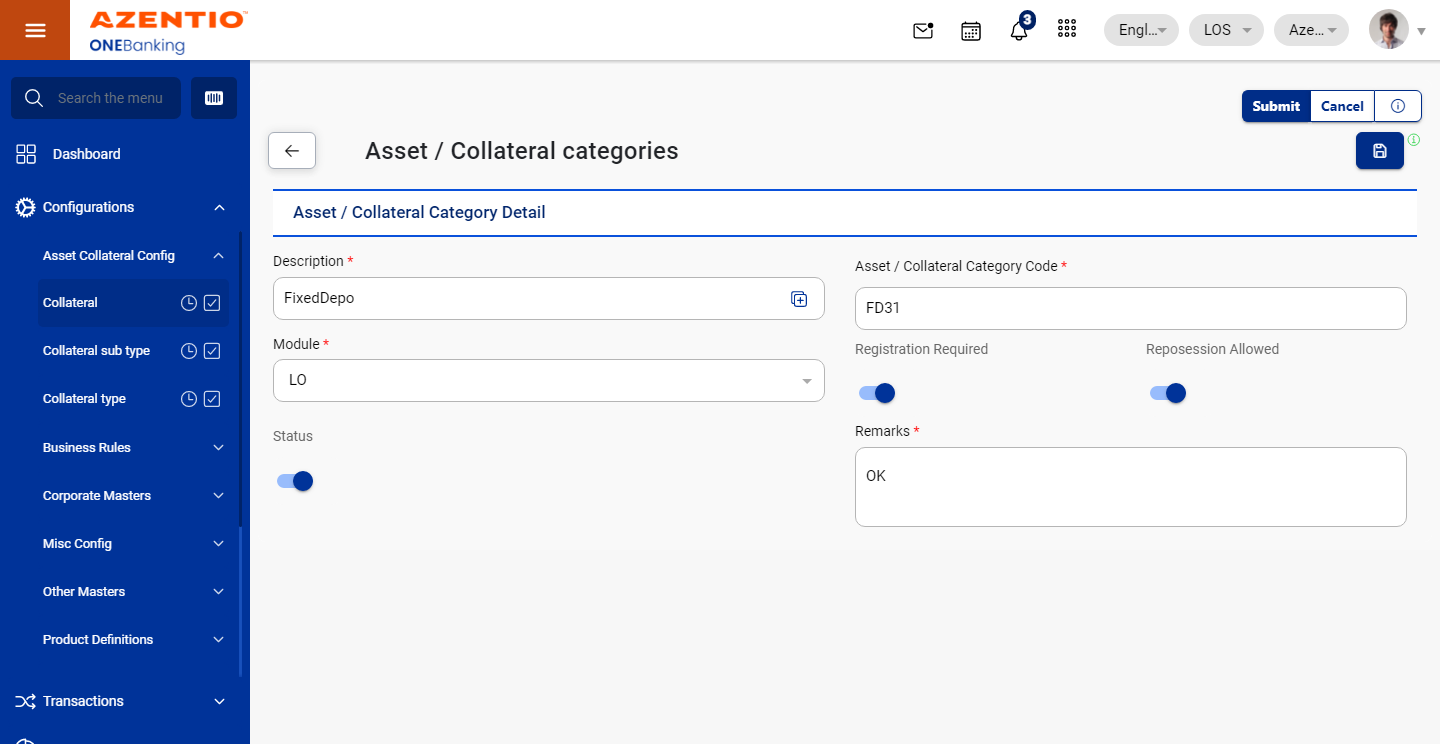 AZENTIO™
ONEBanking
3
Engl...
LOS
Aze...
Search the menu
Dashboard
Configurations
Asset Collateral Config
Collateral
Collateral sub type
Collateral type
Business Rules
Corporate Masters
Misc Config
Other Masters
Product Definitions
Transactions
Submit
Cancel
Asset / Collateral categories
Asset / Collateral Category Detail
Description *
FixedDepo
Asset / Collateral Category Code *
FD31
Module *
LO
Registration Required
Reposession Allowed
Status
Remarks *
OK